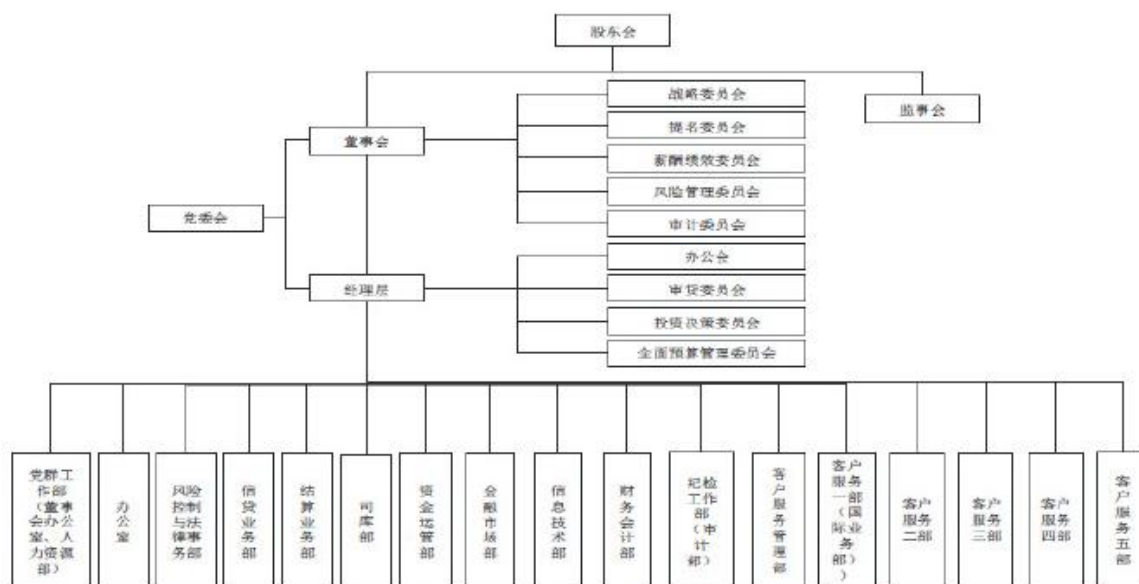 股东会
战略委员会
监事会
提名委员会
董事会
薪酬绩效委员会
风险管理委员会
党委会
审计委员会
办公会
经理层
审贷委员会
投资决策委员会
全面预算管理委员会
党群工
作部
（董事
会办公
室、人
力资源
部）
办公室
风险
控制
与法
律事
务部
信贷业务部
结算业务部
司库部
资金运管部
金融市场部
信息技术部
财务会计部
纪检
工作
部
（审计
部）
客户服务管理部
客户
服务
一部
（国
际业
务部）
）
客户
服务
二部
客户
服务
三部
客户
服务
四部
客户服务五部